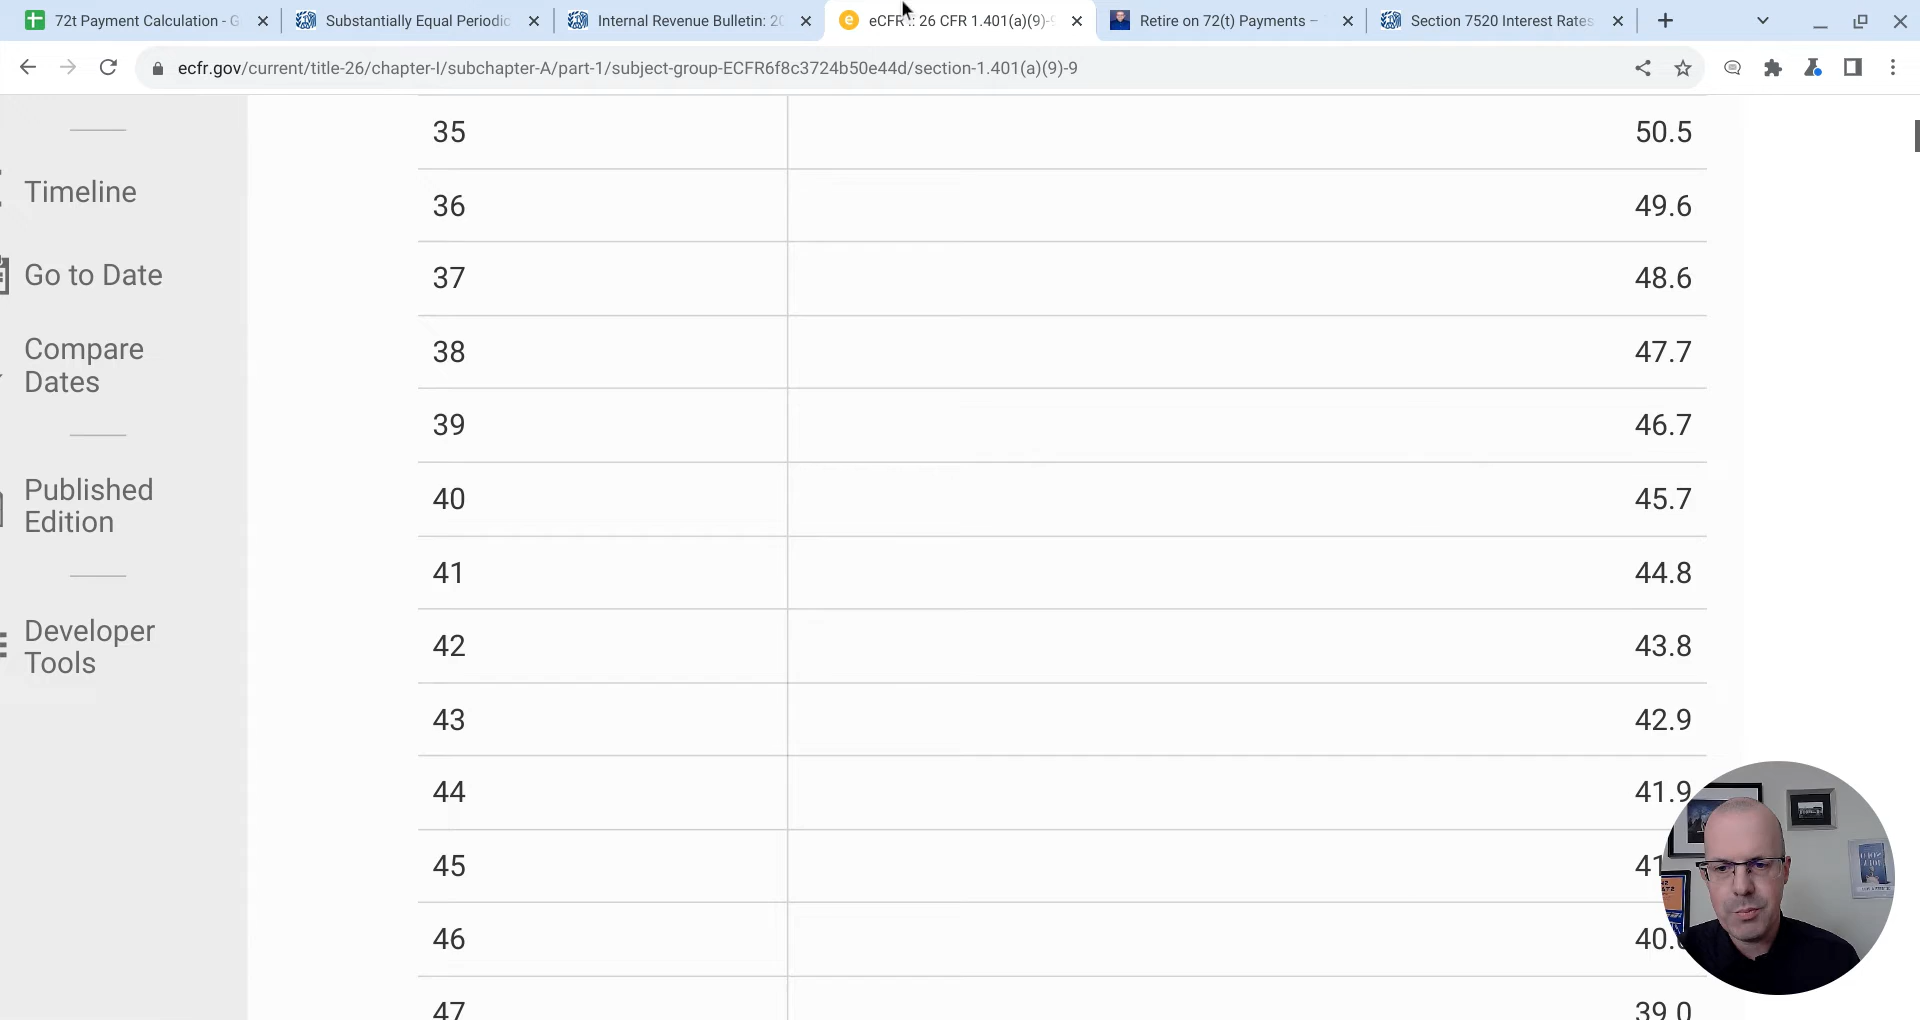 72t Payment Calculation - G
Substantially Equal Periodic
Internal Revenue Bulletin: 20
eCFR :: 26 CFR 1.401(a)(9)-9
Retire on 72(t) Payments –
Section 7520 Interest Rates
ecfr.gov/current/title-26/chapter-I/subchapter-A/part-1/subject-group-ECFR6f8c3724b50e44d/section-1.401(a)(9)-9
Timeline
Go to Date
Compare
Dates
Published
Edition
Developer
Tools
35 50.5
36 49.6
37 48.6
38 47.7
39 46.7
40 45.7
41 44.8
42 43.8
43 42.9
44 41.9
45 41
46 40.
47 39.0